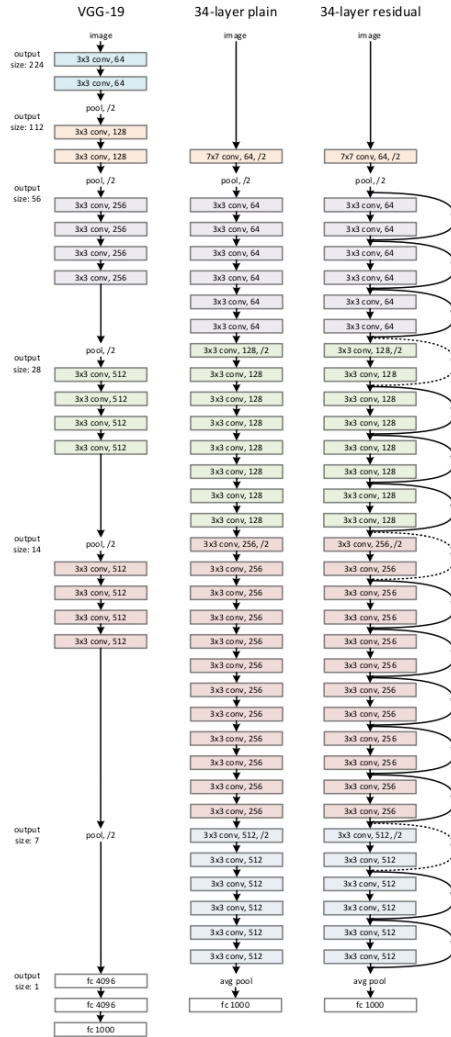 VGG-19
image
output
size: 224
3x3 conv, 64
3x3 conv, 64
pool, /2
output
size: 112
3x3 conv, 128
3x3 conv, 128
pool, /2
output
size: 56
3x3 conv, 256
3x3 conv, 256
3x3 conv, 256
3x3 conv, 256
pool, /2
output
size: 28
3x3 conv, 512
3x3 conv, 512
3x3 conv, 512
3x3 conv, 512
pool, /2
output
size: 14
3x3 conv, 512
3x3 conv, 512
3x3 conv, 512
3x3 conv, 512
output
size: 7
pool, /2
output
size: 1
fc 4096
fc 4096
fc 1000
34-layer plain
image
7x7 conv, 64, /2
pool, /2
3x3 conv, 64
3x3 conv, 64
3x3 conv, 64
3x3 conv, 64
3x3 conv, 64
3x3 conv, 64
3x3 conv, 128, /2
3x3 conv, 128
3x3 conv, 128
3x3 conv, 128
3x3 conv, 128
3x3 conv, 128
3x3 conv, 128
3x3 conv, 128
3x3 conv, 256, /2
3x3 conv, 256
3x3 conv, 256
3x3 conv, 256
3x3 conv, 256
3x3 conv, 256
3x3 conv, 256
3x3 conv, 256
3x3 conv, 256
3x3 conv, 256
3x3 conv, 256
3x3 conv, 256
3x3 conv, 512, /2
3x3 conv, 512
3x3 conv, 512
3x3 conv, 512
3x3 conv, 512
3x3 conv, 512
avg pool
fc 1000
34-layer residual
image
7x7 conv, 64, /2
pool, /2
3x3 conv, 64
3x3 conv, 64
3x3 conv, 64
3x3 conv, 64
3x3 conv, 64
3x3 conv, 64
3x3 conv, 128, /2
3x3 conv, 128
3x3 conv, 128
3x3 conv, 128
3x3 conv, 128
3x3 conv, 128
3x3 conv, 128
3x3 conv, 128
3x3 conv, 256, /2
3x3 conv, 256
3x3 conv, 256
3x3 conv, 256
3x3 conv, 256
3x3 conv, 256
3x3 conv, 256
3x3 conv, 256
3x3 conv, 256
3x3 conv, 256
3x3 conv, 256
3x3 conv, 256
3x3 conv, 512, /2
3x3 conv, 512
3x3 conv, 512
3x3 conv, 512
3x3 conv, 512
3x3 conv, 512
avg pool
fc 1000